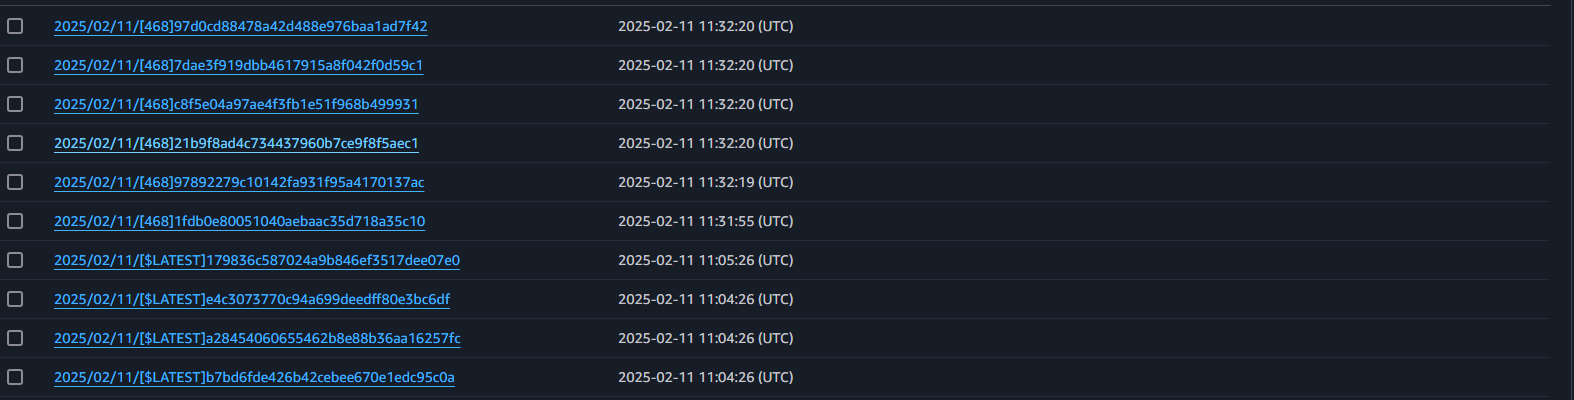 2025/02/11/[468]97d0cd88478a42d488e976baa1ad7f42 2025-02-11 11:32:20 (UTC)
2025/02/11/[468]7dae3f919dbb4617915a8f042f0d59c1 2025-02-11 11:32:20 (UTC)
2025/02/11/[468]c8f5e04a97ae4f3fb1e51f968b499931 2025-02-11 11:32:20 (UTC)
2025/02/11/[468]21b9f8ad4c734437960b7ce9f8f5aec1 2025-02-11 11:32:20 (UTC)
2025/02/11/[468]97892279c10142fa931f95a4170137ac 2025-02-11 11:32:19 (UTC)
2025/02/11/[468]1fdb0e80051040aebaac35d718a35c10 2025-02-11 11:31:55 (UTC)
2025/02/11/[$LATEST]179836c587024a9b846ef3517dee07e0 2025-02-11 11:05:26 (UTC)
2025/02/11/[$LATEST]e4c3073770c94a699deedff80e3bc6df 2025-02-11 11:04:26 (UTC)
2025/02/11/[$LATEST]a28454060655462b8e88b36aa16257fc 2025-02-11 11:04:26 (UTC)
2025/02/11/[$LATEST]b7bd6fde426b42cebee670e1edc95c0a 2025-02-11 11:04:26 (UTC)